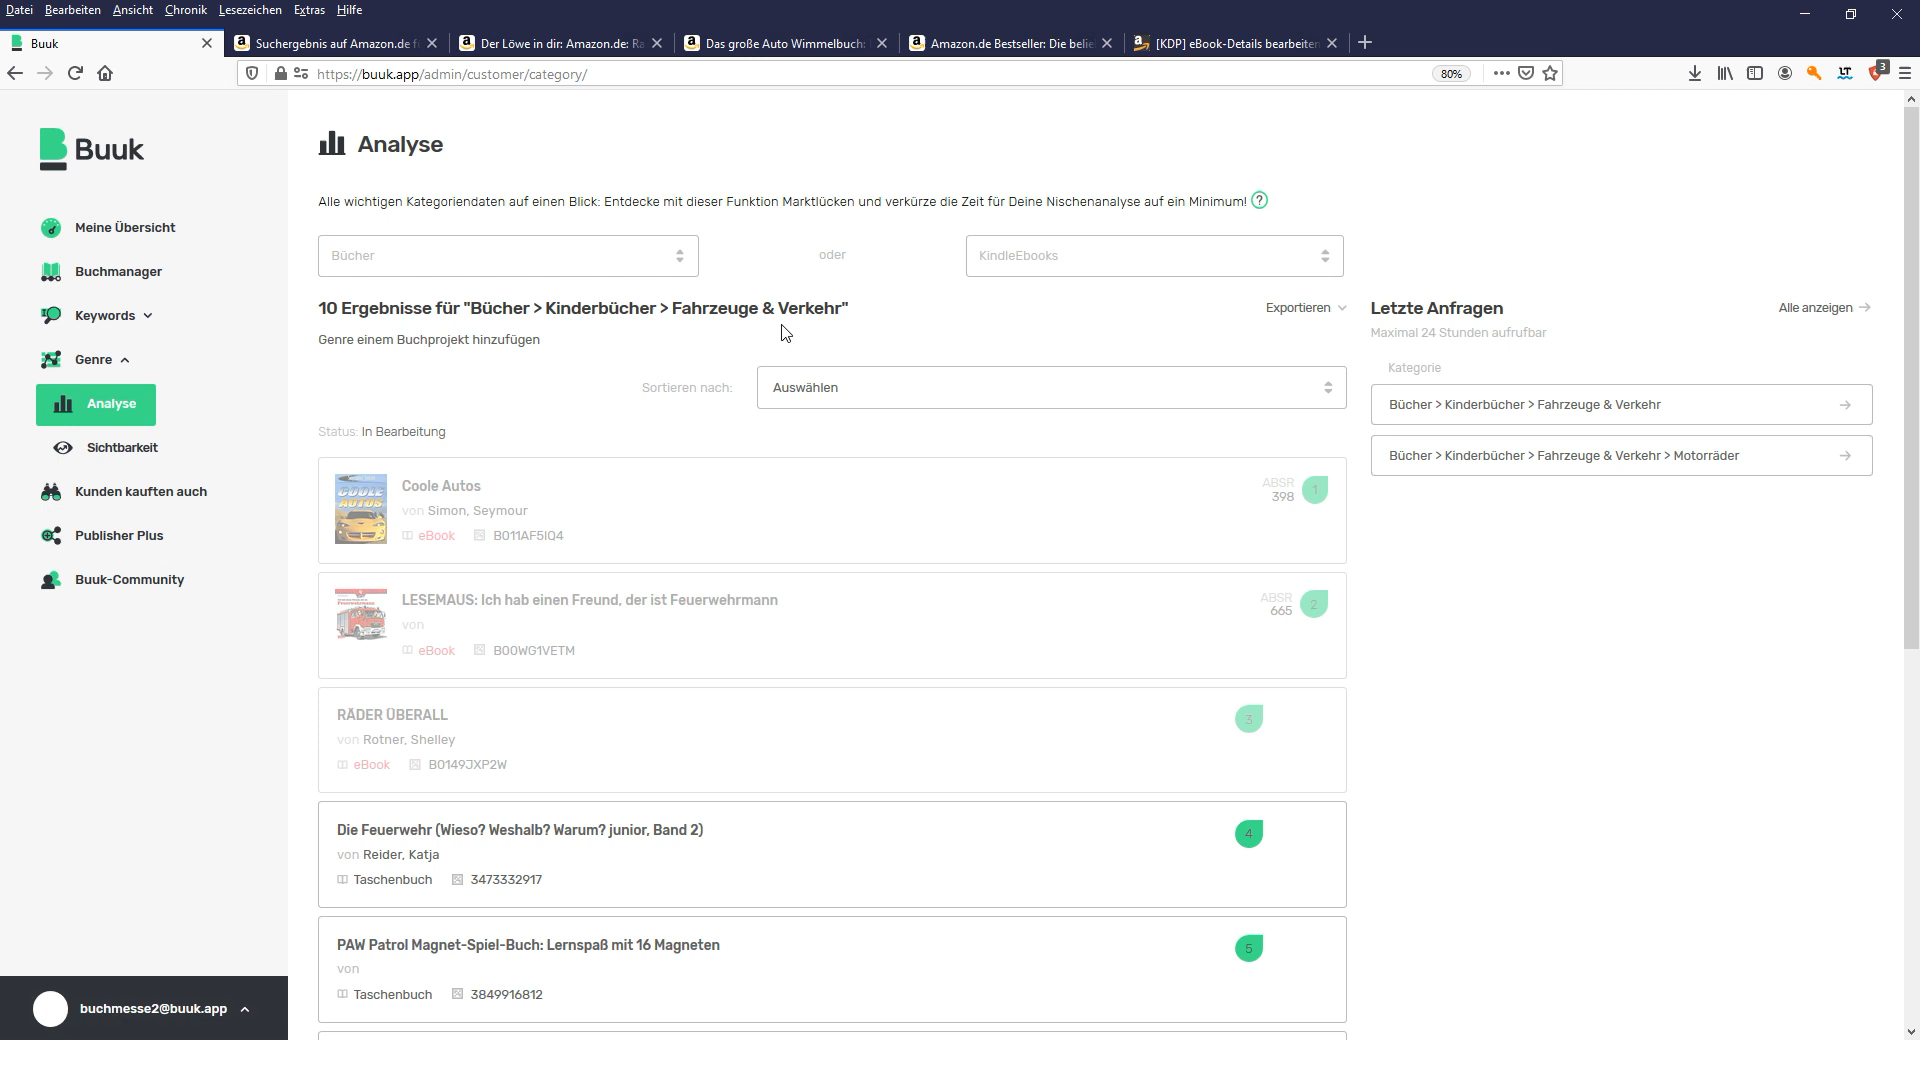 Datei Bearbeiten Ansicht Chronik Lesezeichen Extras Hilfe
Buuk
Suchergebnis auf Amazon.de f
Der Löwe in dir: Amazon.de: Ra
Das große Auto Wimmelbuch:
Amazon.de Bestseller: Die belie
[KDP] eBook-Details bearbeiten
https://buuk.app/admin/customer/category/
80%
3
Buuk
Meine Übersicht
Buchmanager
Keywords
Genre
Analyse
Sichtbarkeit
Kunden kauften auch
Publisher Plus
Buuk-Community
buchmesse2@buuk.app
Analyse
Alle wichtigen Kategoriendaten auf einen Blick: Entdecke mit dieser Funktion Marktlücken und verkürze die Zeit für Deine Nischenanalyse auf ein Minimum! ?
Bücher oder KindleEbooks
10 Ergebnisse für "Bücher > Kinderbücher > Fahrzeuge & Verkehr" Exportieren
Genre einem Buchprojekt hinzufügen
Sortieren nach: Auswählen
Status: In Bearbeitung
Coole Autos
von Simon, Seymour
eBook B011AF5IQ4
ABSR
398
1
LESEMAUS: Ich hab einen Freund, der ist Feuerwehrmann
von
eBook B00WG1VETM
ABSR
665
2
COOLE
AUTOS
Feuerwehrmann
RÄDER ÜBERALL
von Rotner, Shelley
eBook B0149JXP2W
3
Die Feuerwehr (Wieso? Weshalb? Warum? junior, Band 2)
von Reider, Katja
Taschenbuch 3473332917
4
PAW Patrol Magnet-Spiel-Buch: Lernspaß mit 16 Magneten
von
Taschenbuch 3849916812
5
Letzte Anfragen Alle anzeigen
Maximal 24 Stunden aufrufbar
Kategorie
Bücher > Kinderbücher > Fahrzeuge & Verkehr
Bücher > Kinderbücher > Fahrzeuge & Verkehr > Motorräder